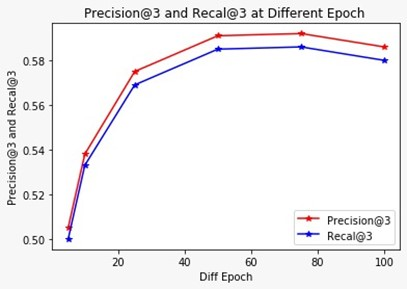 Precision@3 and Recal@3 at Different Epoch
Precision@3 and Recal@3
0.58
0.56
0.54
0.52
0.50
Precision@3
Recal@3
20
40
60
80
100
Diff Epoch